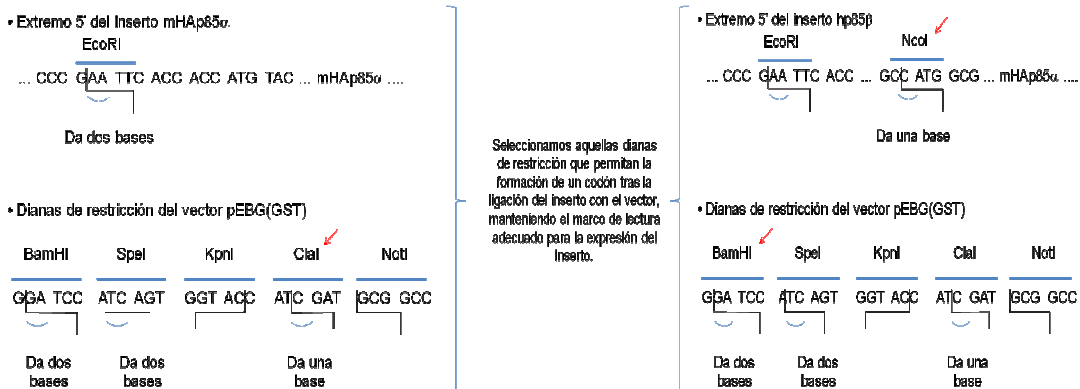 • Extremo 5' del Inserto mHAp85α
EcoRI
... CCC GAA TTC ACC ACC ATG TAC ... mHAp85α ....
Da dos bases
• Dianas de restricción del vector pEBG(GST)
BamHI SpeI KpnI ClaI NotI
GGA TCC ATC AGT GGT ACC ATC GAT GCG GCC
Da dos bases
Da dos bases
Da una base
Seleccionamos aquellas dianas
de restricción que permitan la
formación de un codón tras la
ligación del inserto con el vector,
manteniendo el marco de lectura
adecuado para la expresión del
Inserto.
• Extremo 5' del inserto hp85β
EcoRI NcoI
... CCC GAA TTC ACC ... GCC ATG GCG ... mHAp85α ....
Da una base
• Dianas de restricción del vector pEBG(GST)
BamHI SpeI KpnI ClaI NotI
GGA TCC ATC AGT GGT ACC ATC GAT GCG GCC
Da dos bases
Da dos bases
Da una base